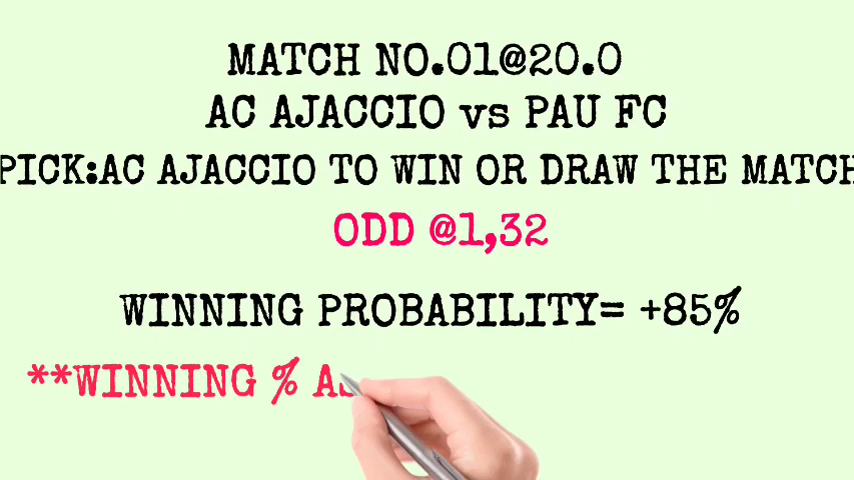 MATCH NO.01@20.0
AC AJACCIO vs PAU FC
PICK:AC AJACCIO TO WIN OR DRAW THE MATCH
ODD @1,32
WINNING PROBABILITY= +85%
**WINNING %